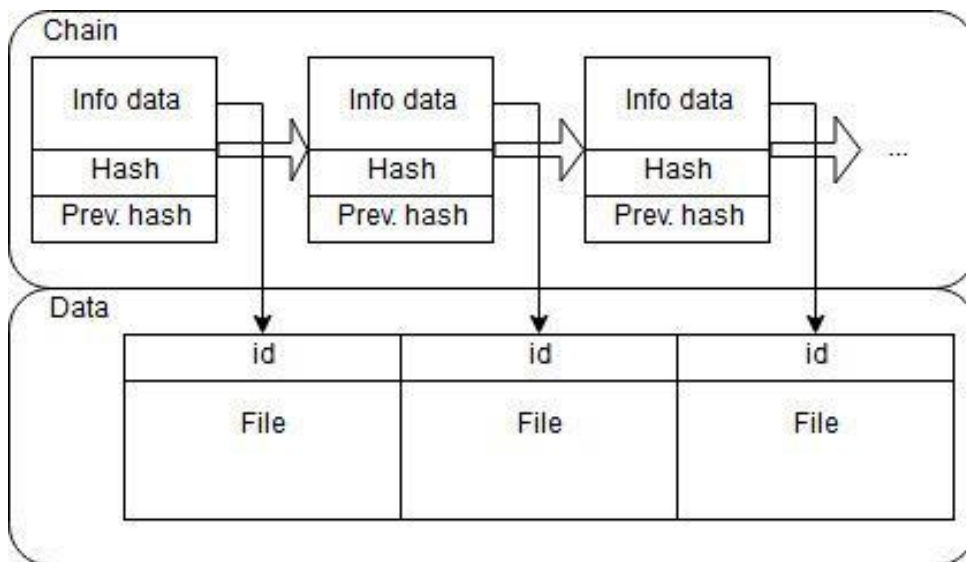 Chain
Info data
Info data
Info data
Hash
Hash
Hash
...
Prev. hash
Prev. hash
Prev. hash
Data
id
id
id
File
File
File